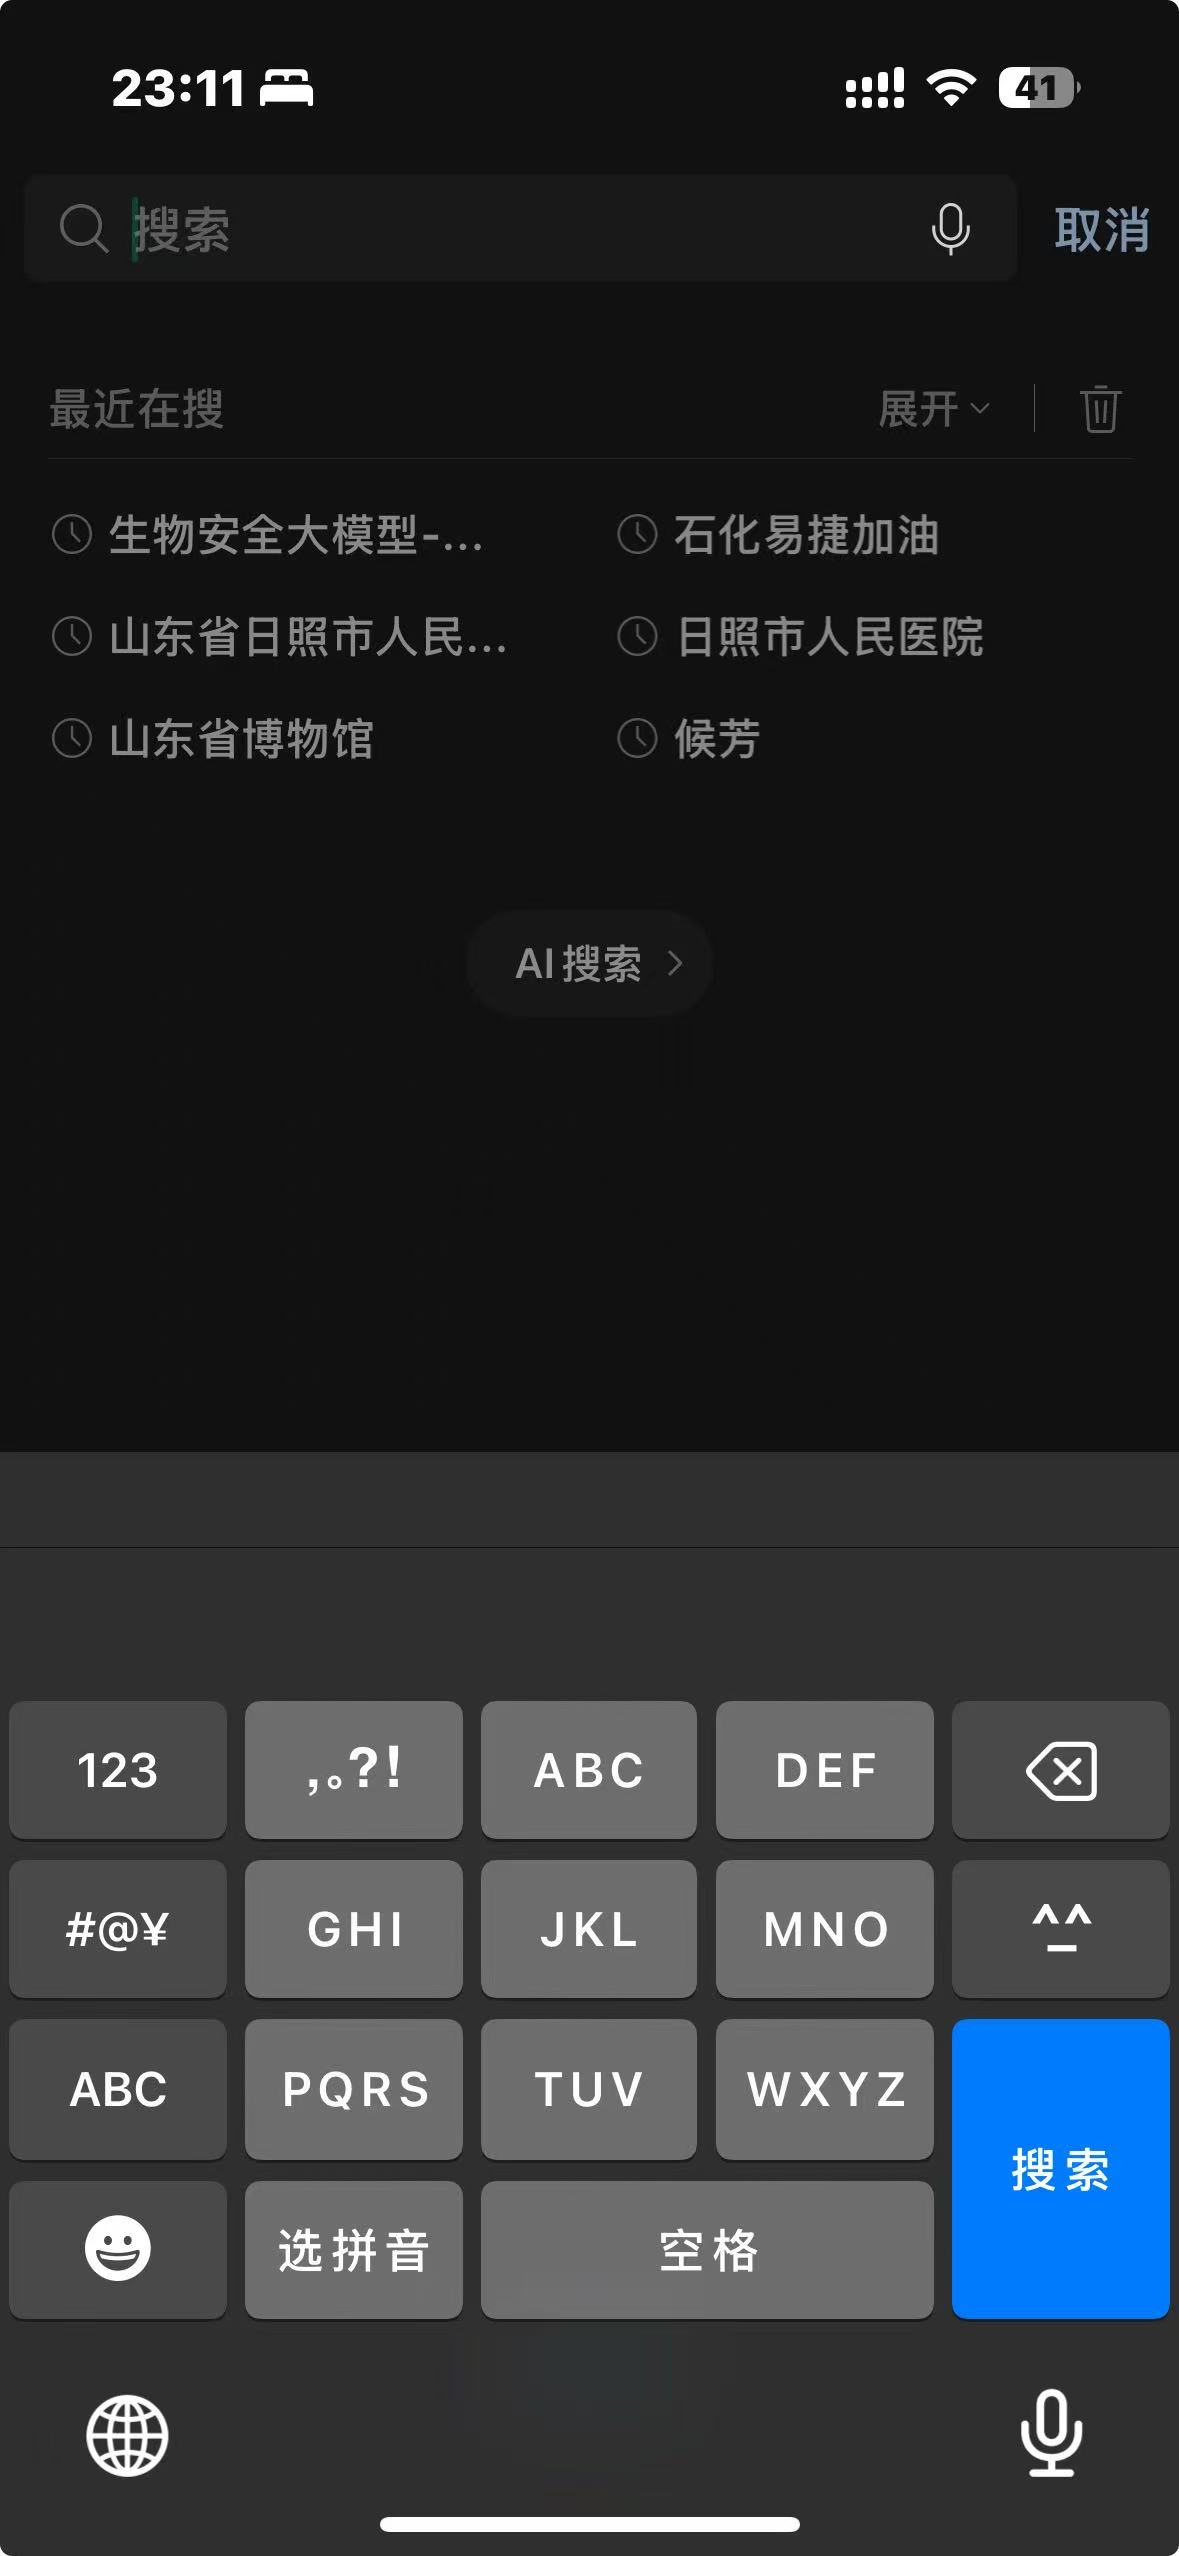 23:11
41
搜索
取消
最近在搜
展开
生物安全大模型-...
石化易捷加油
山东省日照市人民...
日照市人民医院
山东省博物馆
候芳
AI搜索
123
,。?!
ABC
DEF
#@¥
GHI
JKL
MNO
^^
ABC
PQRS
TUV
WXYZ
搜索
选拼音
空格